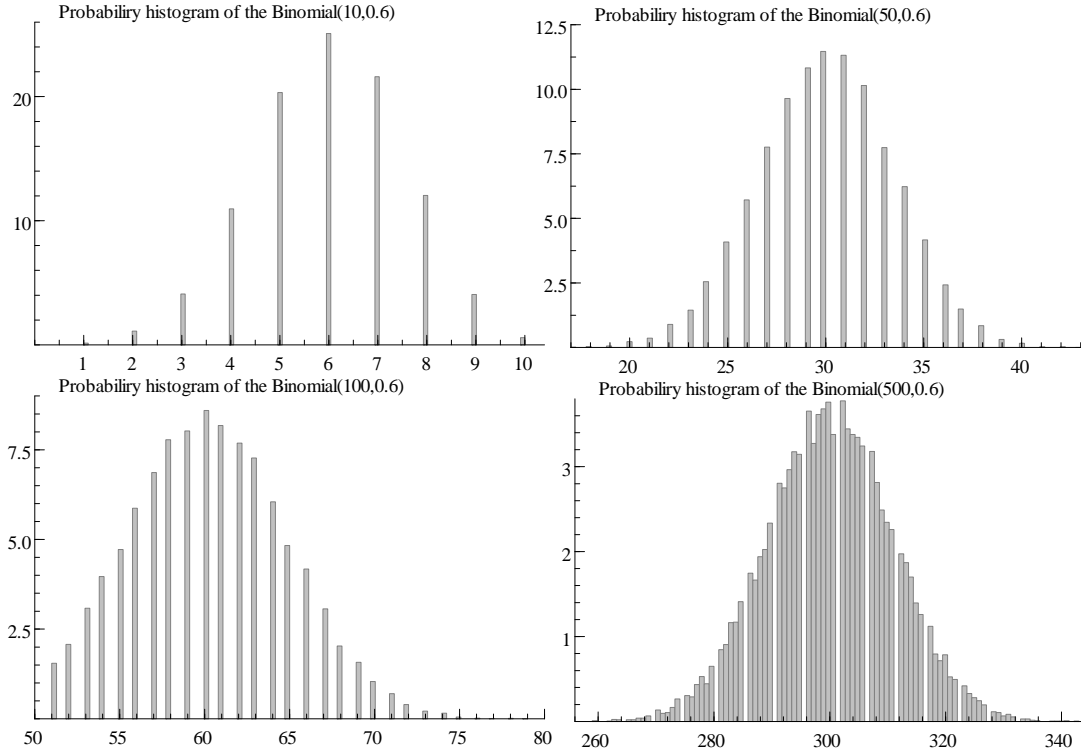 Probabiliry histogram of the Binomial(10,0.6)
20
10
1 2 3 4 5 6 7 8 9 10
Probabiliry histogram of the Binomial(50,0.6)
12.5
10.0
7.5
5.0
2.5
20 25 30 35 40
Probabiliry histogram of the Binomial(100,0.6)
7.5
5.0
2.5
50 55 60 65 70 75 80
Probabiliry histogram of the Binomial(500,0.6)
3
2
1
260 280 300 320 340